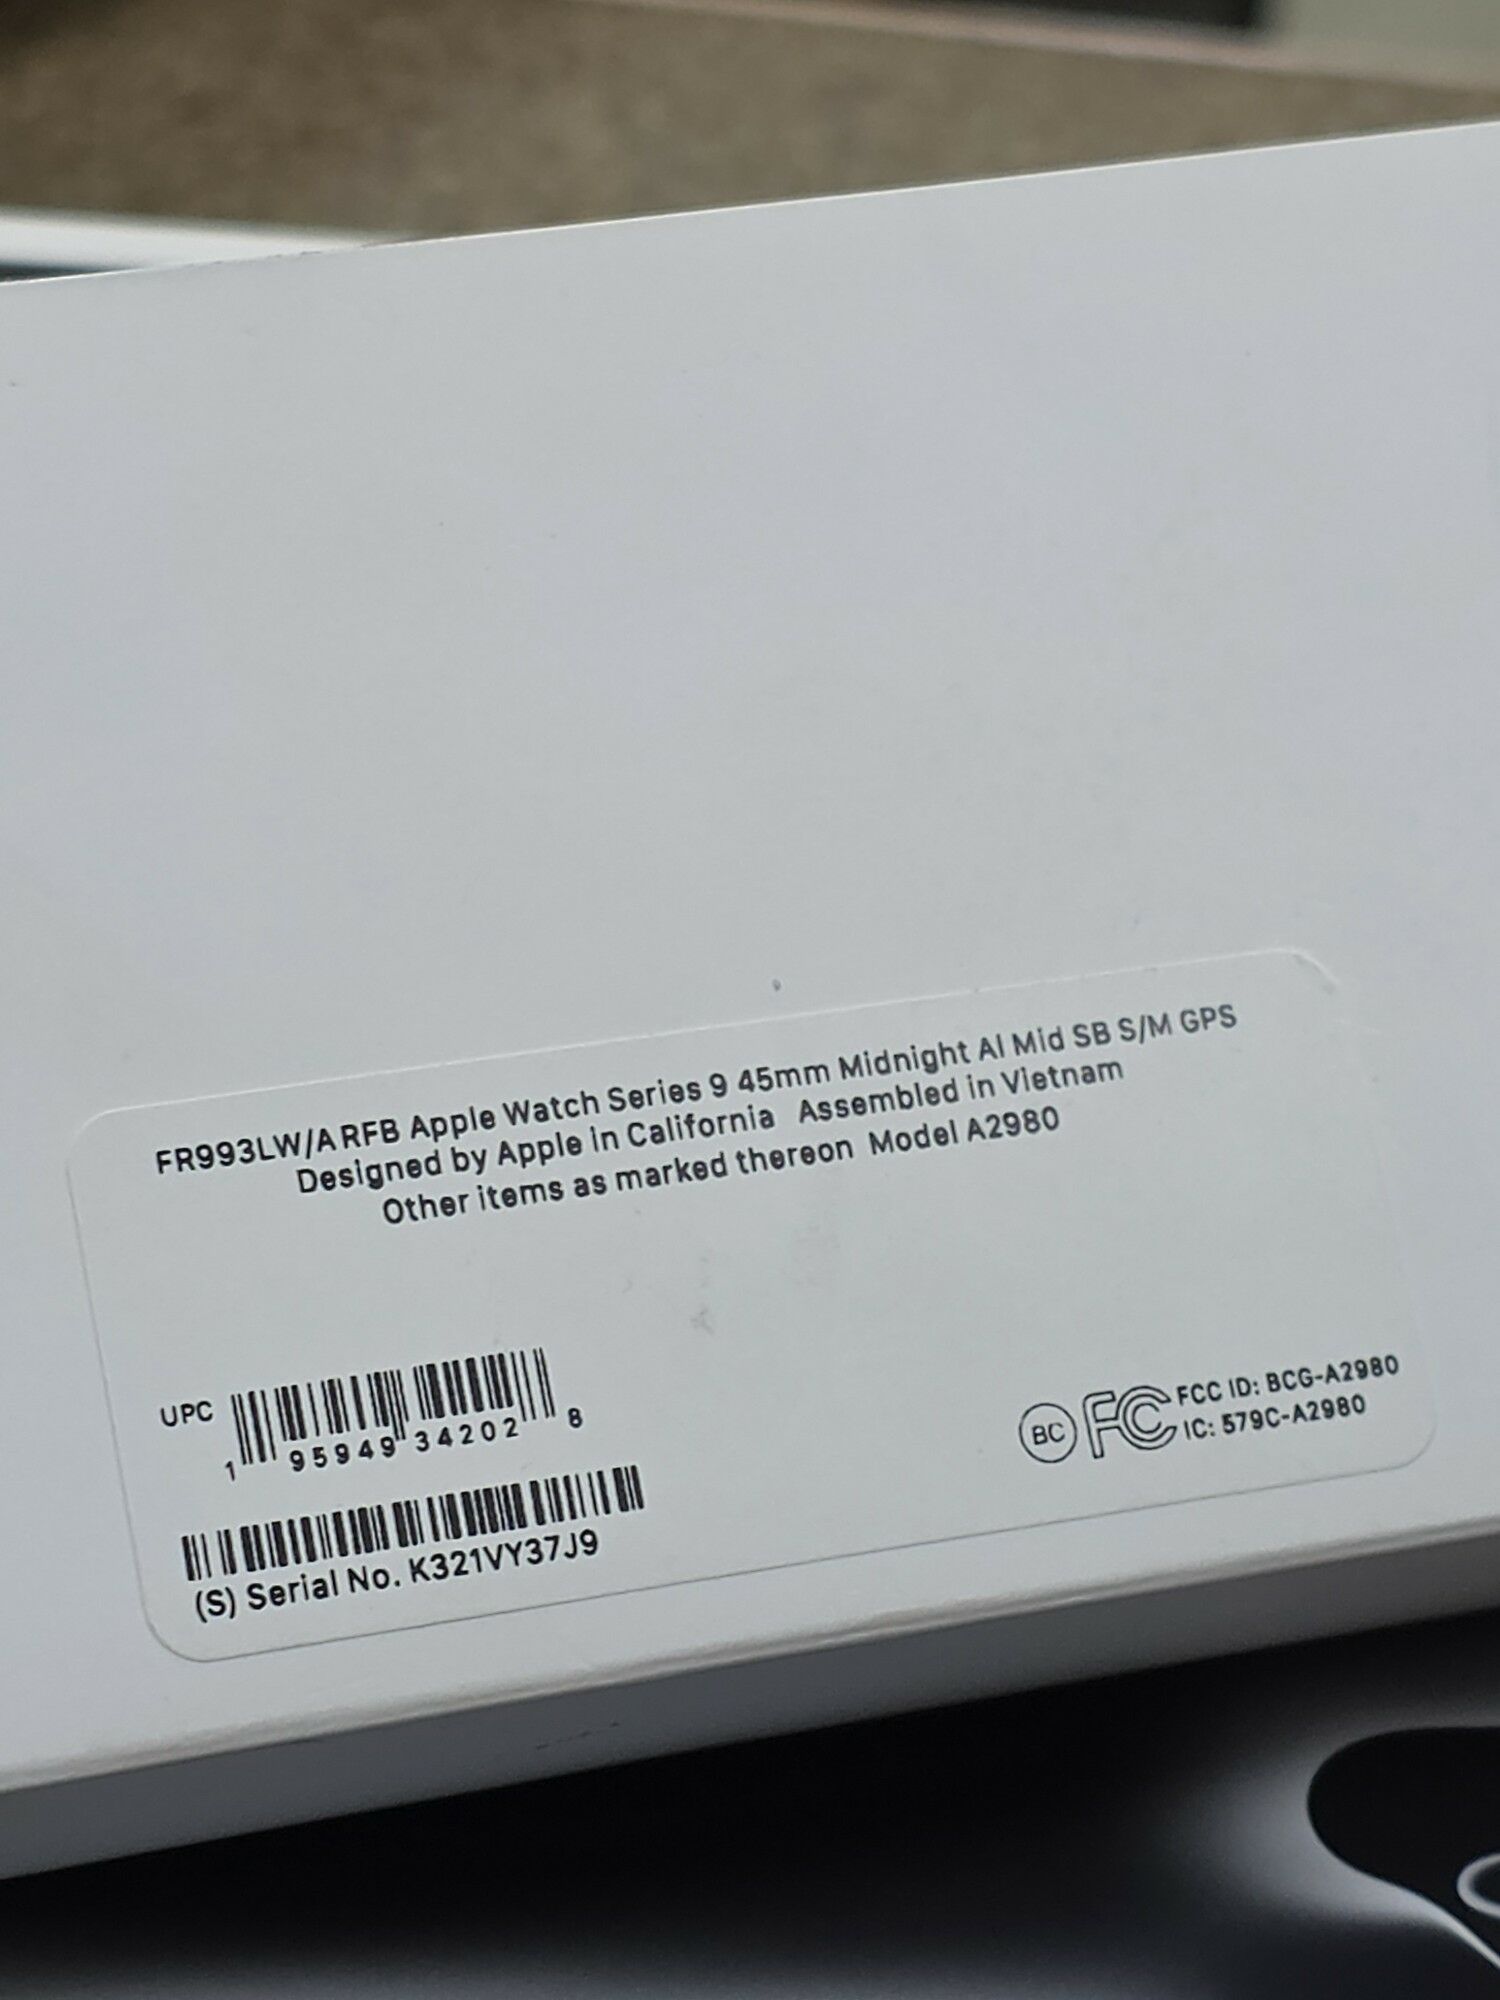 FR993LW/A RFB Apple Watch Series 9 45mm Midnight Al Mid SB S/M GPS
Designed by Apple in California Assembled in Vietnam
Other items as marked thereon Model A2980
UPC
1 95949 34202 8
(S) Serial No. K321VY37J9
BC FC FCC ID: BCG-A2980
IC: 579C-A2980